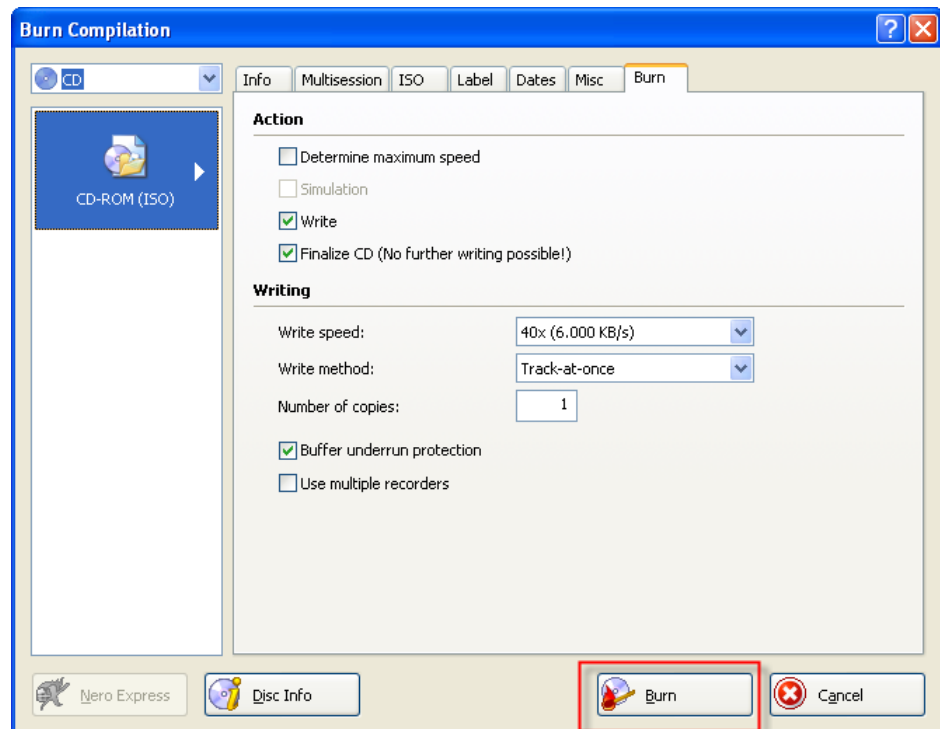 Burn Compilation
CD
Info Multisession ISO Label Dates Misc Burn
CD-ROM (ISO)
Action
Determine maximum speed
Simulation
Write
Finalize CD (No further writing possible!)
Writing
Write speed: 40x (6.000 KB/s)
Write method: Track-at-once
Number of copies: 1
Buffer underrun protection
Use multiple recorders
Nero Express Disc Info Burn Cancel